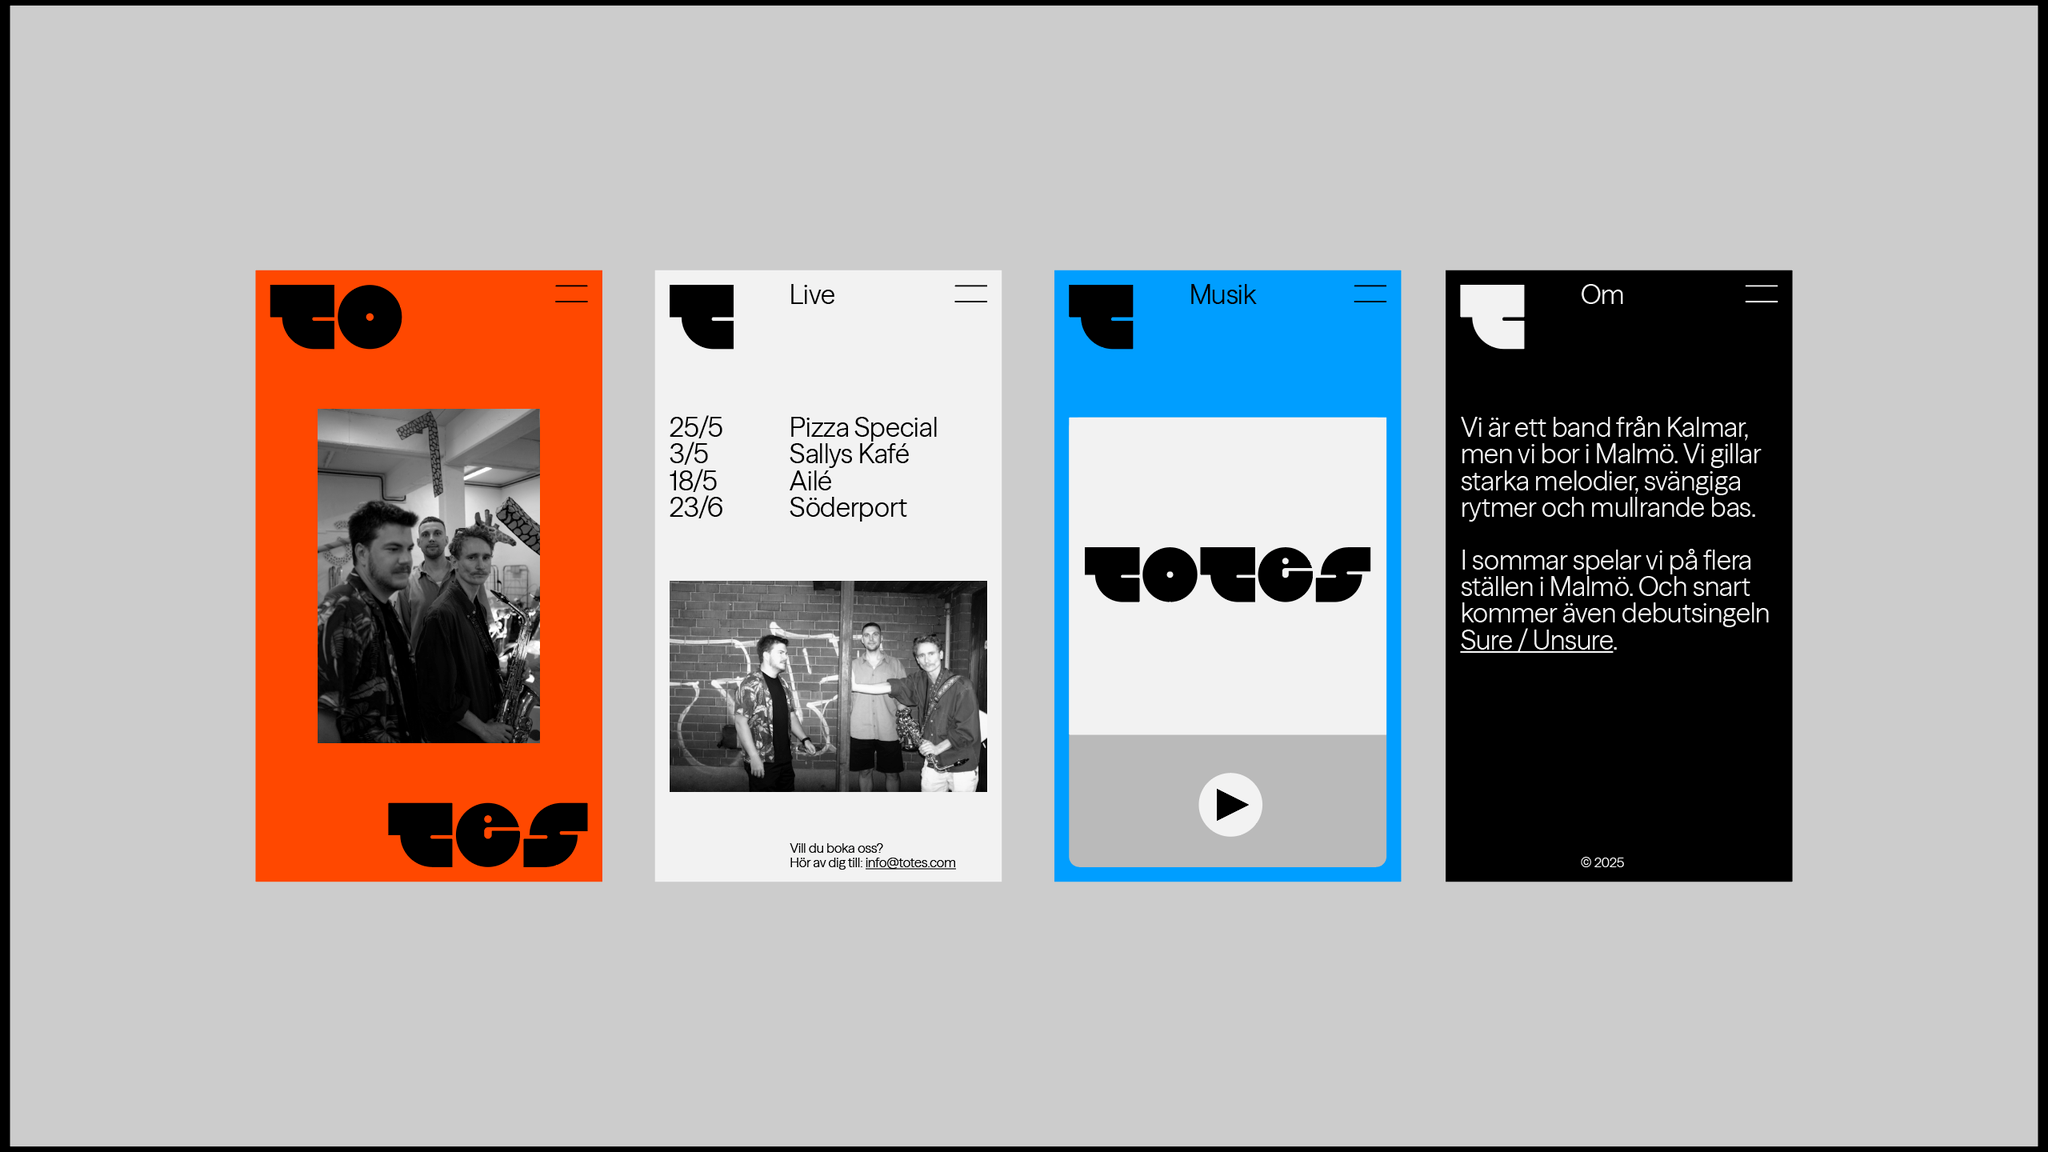 to
tes
Live
25/5 Pizza Special
3/5 Sallys Kafé
18/5 Ailé
23/6 Söderport
Vill du boka oss?
Hör av dig till: info@totes.com
t
Musik
t
totes
t
Om
Vi är ett band från Kalmar,
men vi bor i Malmö. Vi gillar
starka melodier, svängiga
rytmer och mullrande bas.
I sommar spelar vi på flera
ställen i Malmö. Och snart
kommer även debutsingeln
Sure / Unsure.
© 2025